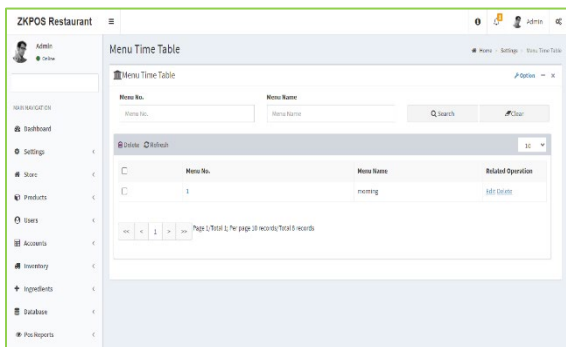 ZKPOS Restaurant
Admin
Admin
Online
Menu Time Table
Home > Settings > Menu Time Table
MAIN NAVIGATION
Dashboard
Settings
Store
Products
Users
Accounts
Inventory
Ingredients
Database
Pos Reports
Menu Time Table
Option
Menu No.
Menu Name
Menu No.
Menu Name
Search
Clear
Delete Refresh
10
Menu No. Menu Name Related Operation
1 morning Edit Delete
<< < 1 > >> Page 1/Total 1; Per page 10 records/Total 6 records